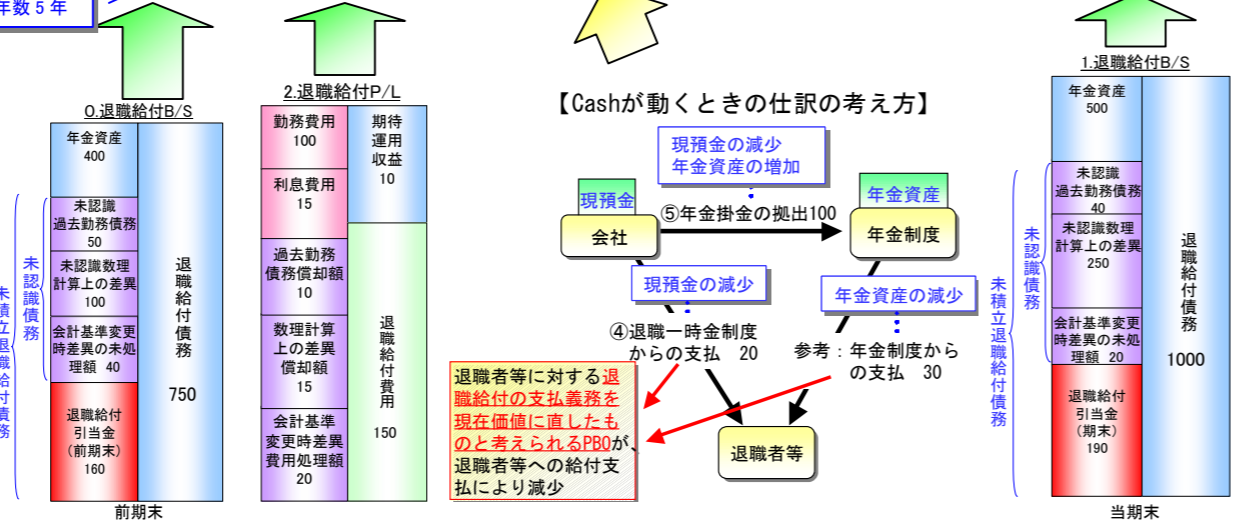 年数５年
0.退職給付B/S
年金資産
400
未認識
過去勤務債務
50
未認識数理
計算上の差異
100
会計基準変更
時差異の未処
理額 40
退職給付
引当金
(前期末)
160
退職給付債務
750
未認識債務
未積立退職給付債務
前期末
2.退職給付P/L
勤務費用
100
利息費用
15
過去勤務
債務償却額
10
数理計算
上の差異
償却額
15
会計基準
変更時差異
費用処理額
20
期待
運用
収益
10
退職給付費用
150
【Cashが動くときの仕訳の考え方】
現預金の減少
年金資産の増加
現預金
会社
⑤年金掛金の拠出100
年金資産
年金制度
現預金の減少
年金資産の減少
④退職一時金制度
からの支払 20
参考：年金制度から
の支払 30
退職者等に対する退
職給付の支払義務を
現在価値に直したも
のと考えられるPBOが、
退職者等への給付支
払により減少
退職者等
1.退職給付B/S
年金資産
500
未認識
過去勤務債務
40
未認識数理
計算上の差異
250
会計基準変更
時差異の未処
理額 20
退職給付
引当金
(期末)
190
退職給付債務
1000
未認識債務
未積立退職給付債務
当期末